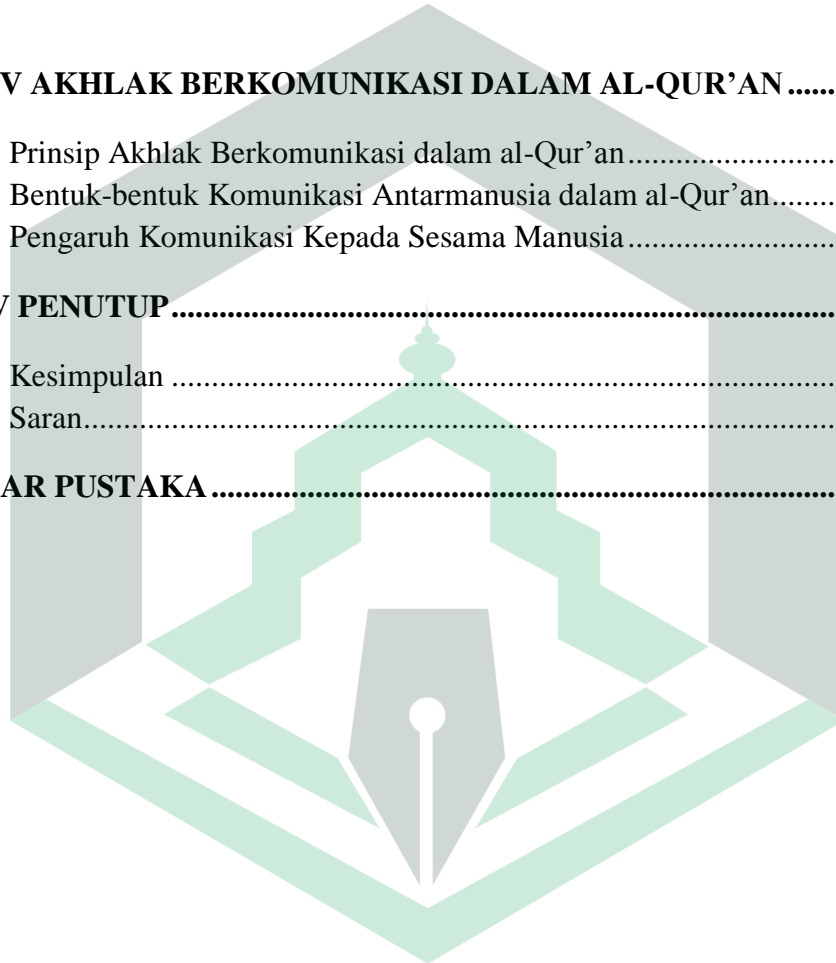 V AKHLAK BERKOMUNIKASI DALAM AL-QUR’AN ......
Prinsip Akhlak Berkomunikasi dalam al-Qur’an ..........................
Bentuk-bentuk Komunikasi Antarmanusia dalam al-Qur’an ........
Pengaruh Komunikasi Kepada Sesama Manusia ..........................
V PENUTUP ...................................................................................
Kesimpulan ...................................................................................
Saran ..............................................................................................
AR PUSTAKA ..............................................................................